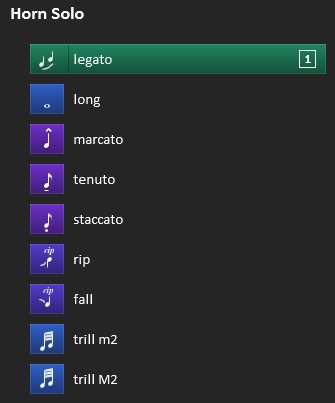 Horn Solo
legato 1
long
marcato
tenuto
staccato
rip rip
rip fall
trill m2
trill M2